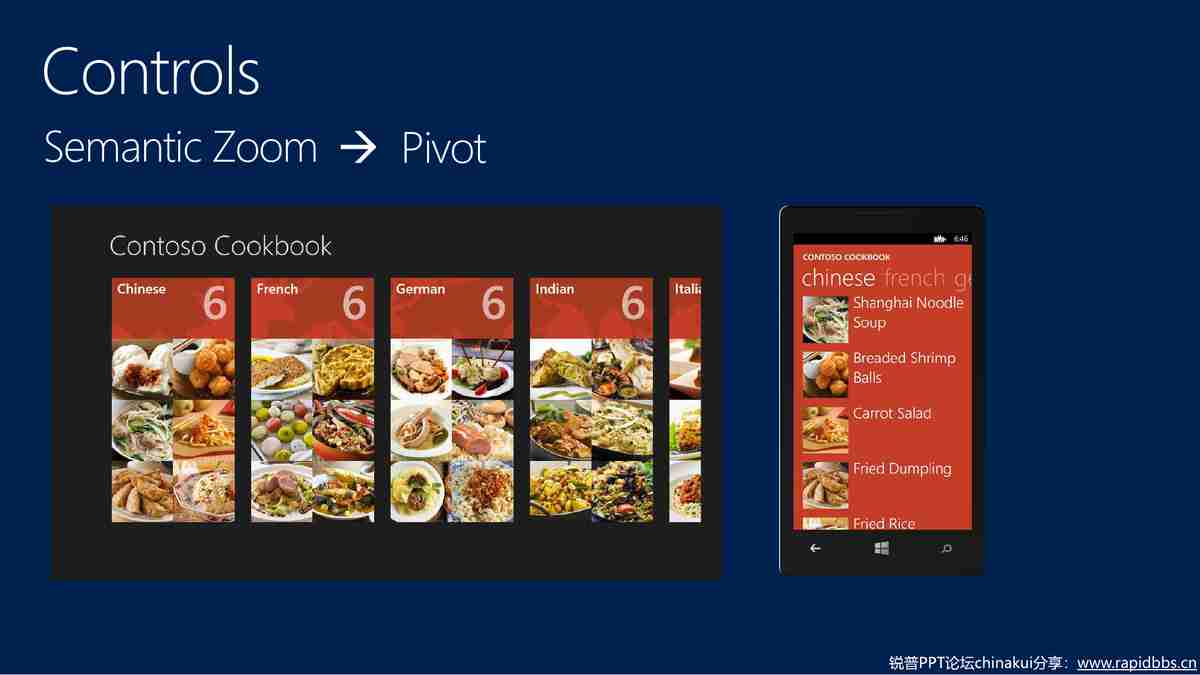 Controls
Semantic Zoom → Pivot
Contoso Cookbook
Chinese 6
French 6
German 6
Indian 6
Italia
6:46
CONTOSO COOKBOOK
chinese french ge
Shanghai Noodle
Soup
Breaded Shrimp
Balls
Carrot Salad
Fried Dumpling
Fried Rice
锐普PPT论坛chinakui分享：www.rapidbbs.cn